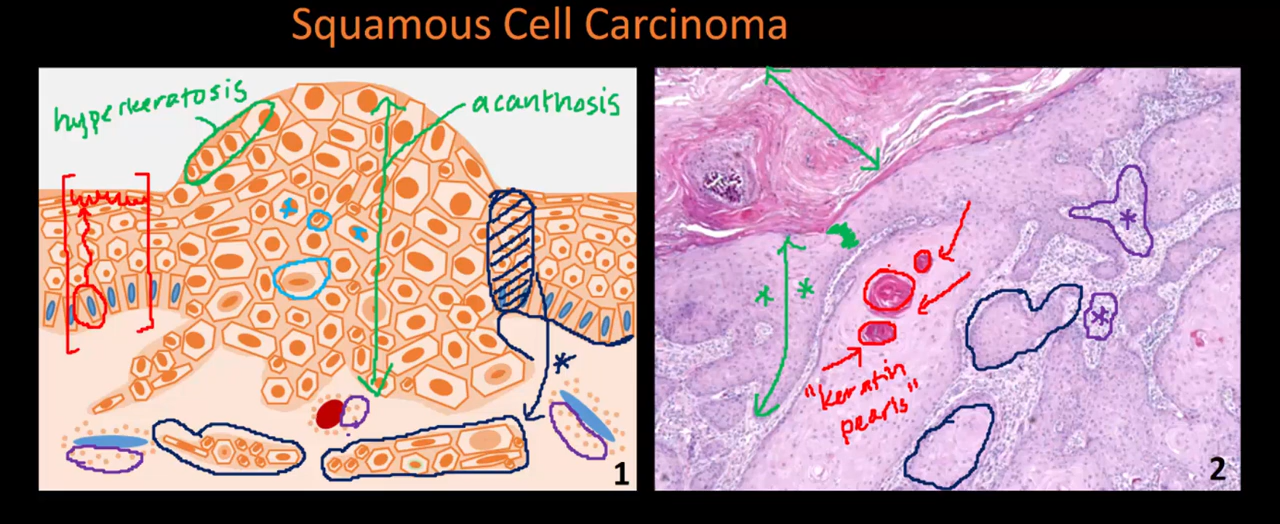 Squamous Cell Carcinoma
hyperkeratosis
acanthosis
*
1
* *
*
*
"keratin
pearls"
2